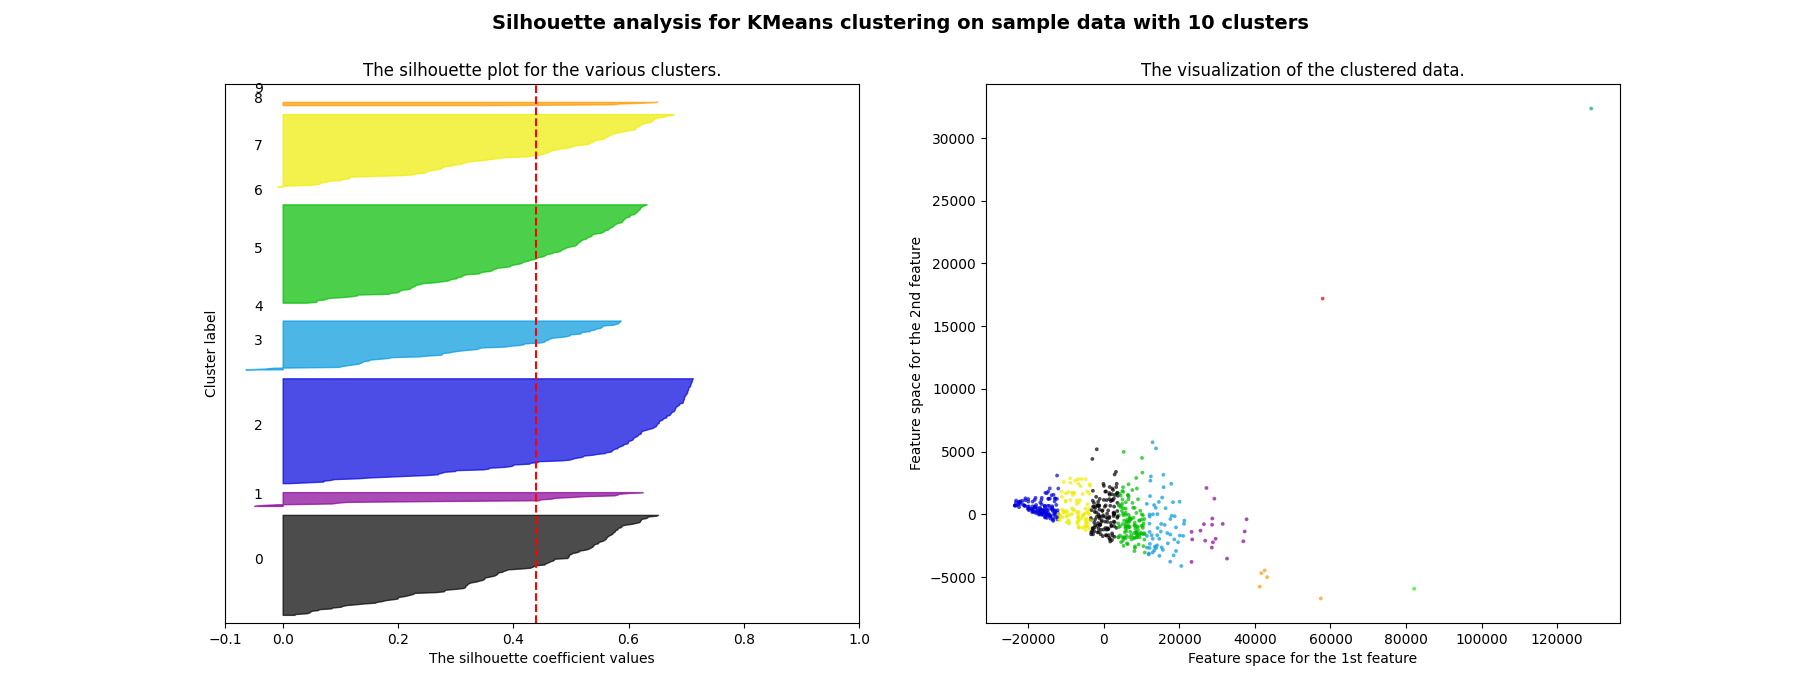 Silhouette analysis for KMeans clustering on sample data with 10 clusters
The silhouette plot for the various clusters.
9
8
7
6
5
4
3
2
1
0
Cluster label
−0.1 0.0 0.2 0.4 0.6 0.8 1.0
The silhouette coefficient values
The visualization of the clustered data.
30000
25000
20000
15000
10000
5000
0
−5000
Feature space for the 2nd feature
−20000 0 20000 40000 60000 80000 100000 120000
Feature space for the 1st feature